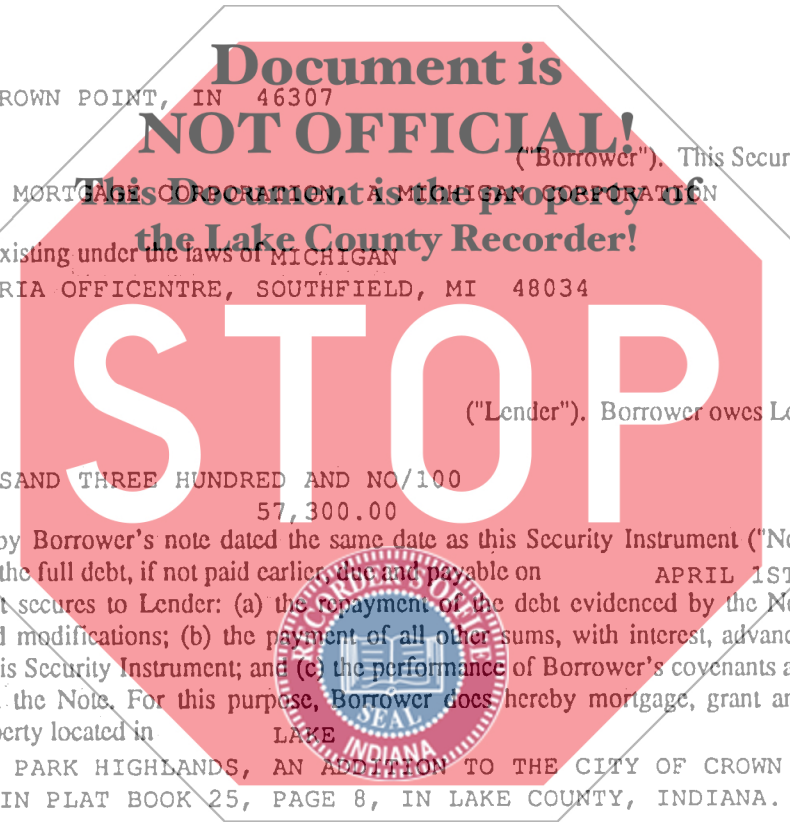 Document is
ROWN POINT, IN 46307
NOT OFFICIAL!
("Borrower"). This Secur
MORTGAGE CORPORATION, A MICHIGAN CORPORATION
This Document is the property of
the Lake County Recorder!
xisting under the laws of MICHIGAN
RIA OFFICENTRE, SOUTHFIELD, MI 48034
STOP
("Lender"). Borrower owes Le
SAND THREE HUNDRED AND NO/100
57,300.00
by Borrower's note dated the same date as this Security Instrument ("No
the full debt, if not paid earlier, due and payable on APRIL 1ST
t secures to Lender: (a) the repayment of the debt evidenced by the No
d modifications; (b) the payment of all other sums, with interest, advanc
is Security Instrument; and (c) the performance of Borrower's covenants a
the Note. For this purpose, Borrower does hereby mortgage, grant an
perty located in LAKE
RECORDER'S OFFICE
SEAL
INDIANA
PARK HIGHLANDS, AN ADDITION TO THE CITY OF CROWN
IN PLAT BOOK 25, PAGE 8, IN LAKE COUNTY, INDIANA.